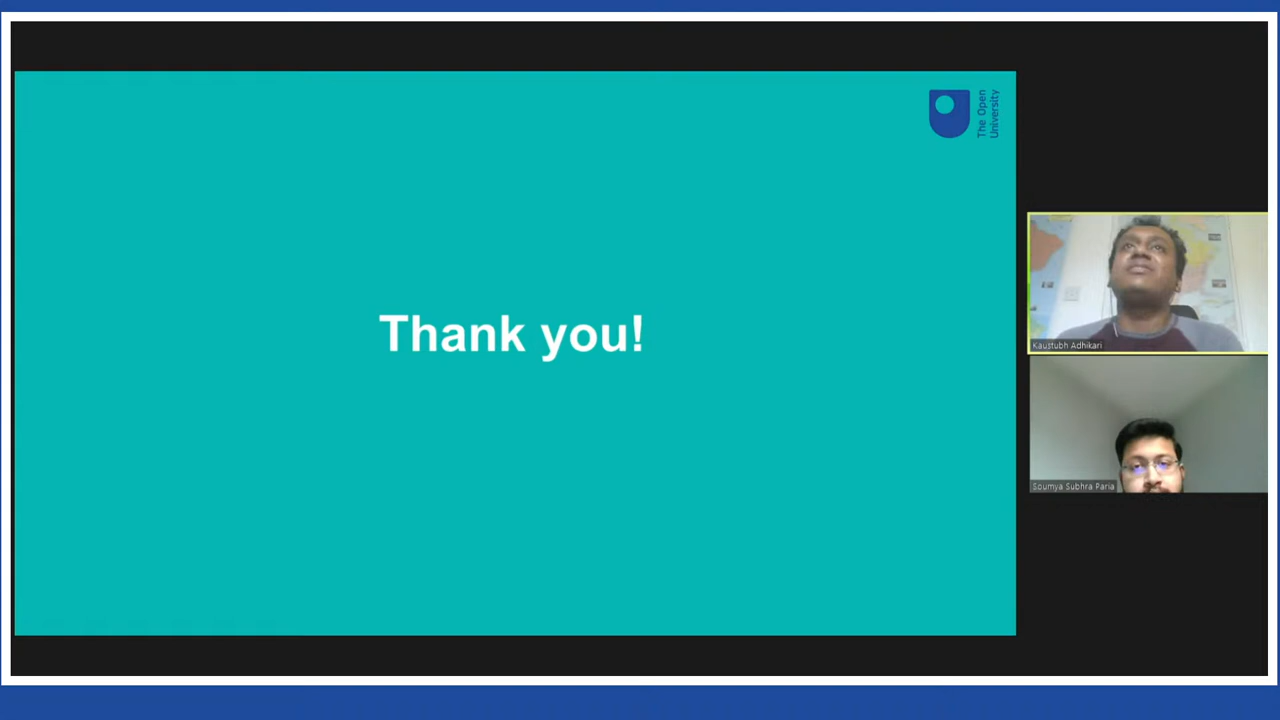 The Open
University
Thank you!
Kaustubh Adhikari
Soumya Subhra Paria